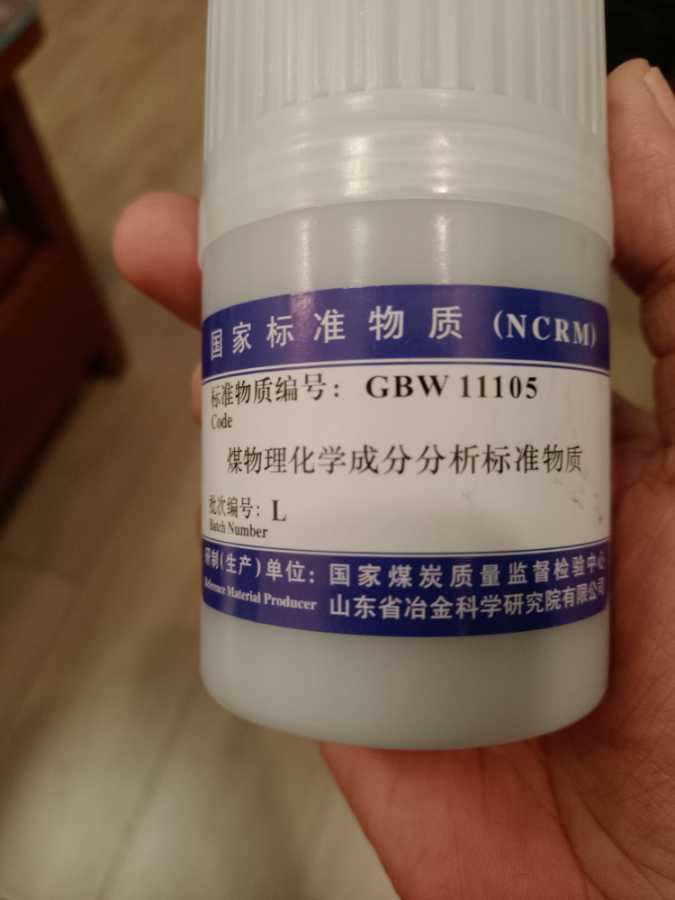 国家标准物质 (NCRM)
标准物质编号: GBW 11105
Code
煤物理化学成分分析标准物质
批次编号: L
Batch Number
研制(生产)单位: 国家煤炭质量监督检验中心
Reference Material Producer 山东省冶金科学研究院有限公司